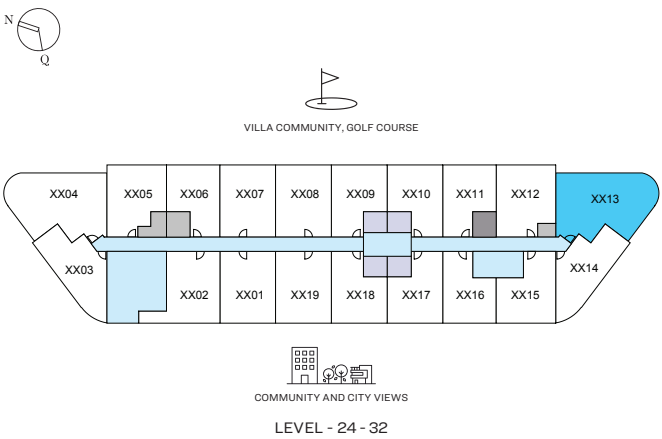 N
Q
VILLA COMMUNITY, GOLF COURSE
XX04 XX05 XX06 XX07 XX08 XX09 XX10 XX11 XX12 XX13
XX03 XX14
XX02 XX01 XX19 XX18 XX17 XX16 XX15
COMMUNITY AND CITY VIEWS
LEVEL - 24 - 32